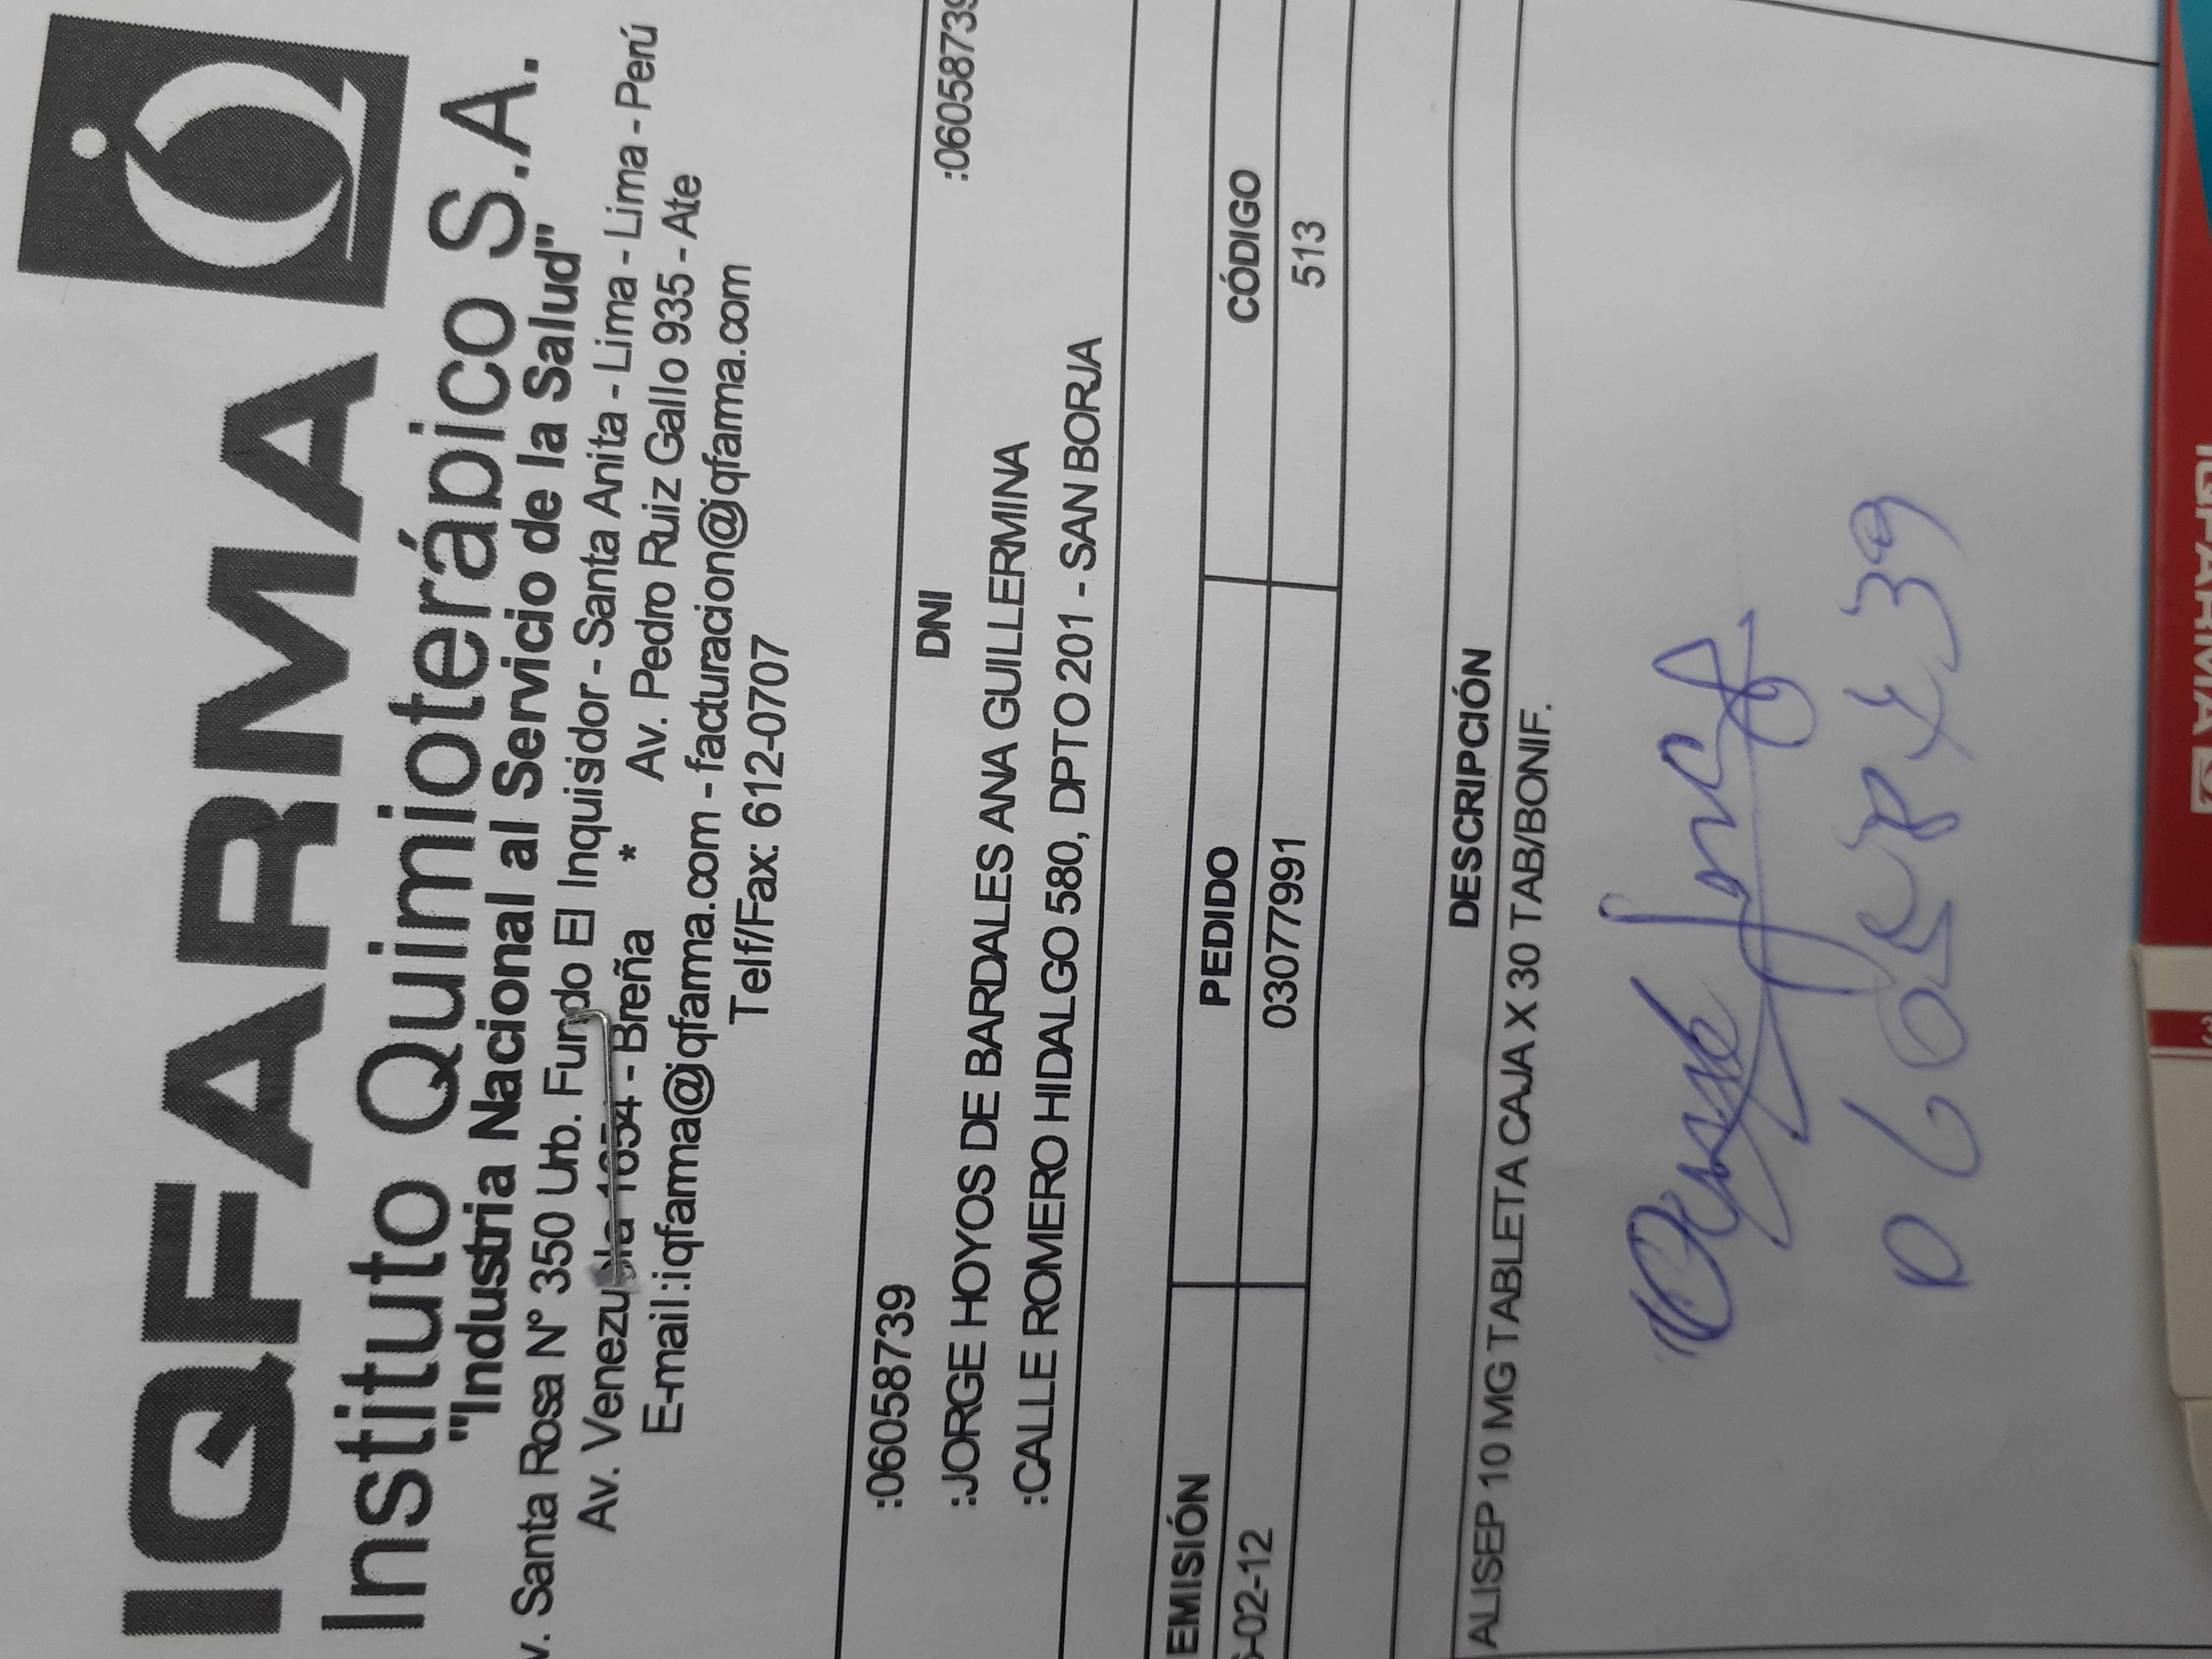 IQFARMA
Instituto Quimioterápico S.A.
"Industria Nacional al Servicio de la Salud"
v. Santa Rosa N° 350 Urb. Fundo El Inquisidor - Santa Anita - Lima - Lima - Perú
Av. Venezuela 1654 - Breña * Av. Pedro Ruiz Gallo 935 - Ate
E-mail:iqfarma@iqfarma.com - facturacion@iqfarma.com
Telf/Fax: 612-0707
:06058739 DNI :06058739
:JORGE HOYOS DE BARDALES ANA GUILLERMINA
:CALLE ROMERO HIDALGO 580, DPTO 201 - SAN BORJA
EMISIÓN PEDIDO CÓDIGO
-02-12 03077991 513
DESCRIPCIÓN
ALISEP 10 MG TABLETA CAJA X 30 TAB/BONIF.
06058739
IQFARMA